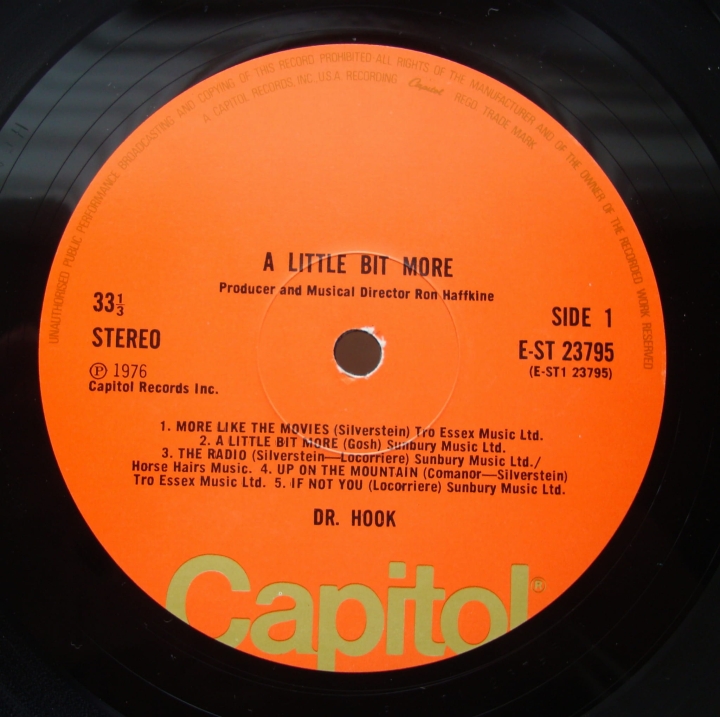 UNAUTHORISED PUBLIC PERFORMANCE BROADCASTING AND COPYING OF THIS RECORD PROHIBITED ALL RIGHTS OF THE MANUFACTURER AND OF THE OWNER OF THE RECORDED WORK RESERVED
A CAPITOL RECORDS, INC. U.S.A. RECORDING Capitol REGD. TRADE MARK
A LITTLE BIT MORE
Producer and Musical Director Ron Haffkine
33⅓ SIDE 1
STEREO E-ST 23795
(E-ST1 23795)
Ⓟ 1976
Capitol Records Inc.
1. MORE LIKE THE MOVIES (Silverstein) Tro Essex Music Ltd.
2. A LITTLE BIT MORE (Gosh) Sunbury Music Ltd.
3. THE RADIO (Silverstein—Locorriere) Sunbury Music Ltd./
Horse Hairs Music. 4. UP ON THE MOUNTAIN (Comanor—Silverstein)
Tro Essex Music Ltd. 5. IF NOT YOU (Locorriere) Sunbury Music Ltd.
DR. HOOK
Capitol®